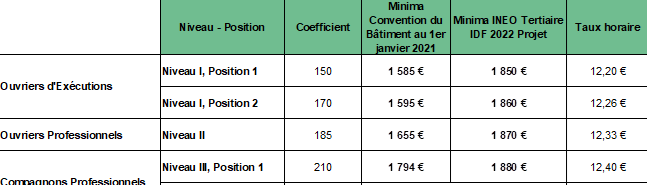 Niveau - Position Coefficient Minima Convention du Bâtiment au 1er janvier 2021 Minima INEO Tertiaire IDF 2022 Projet Taux horaire
Ouvriers d'Exécutions
Niveau I, Position 1 150 1 585 € 1 850 € 12,20 €
Niveau I, Position 2 170 1 595 € 1 860 € 12,26 €
Ouvriers Professionnels Niveau II 185 1 655 € 1 870 € 12,33 €
Niveau III, Position 1 210 1 794 € 1 880 € 12,40 €
Compagnons Professionnels